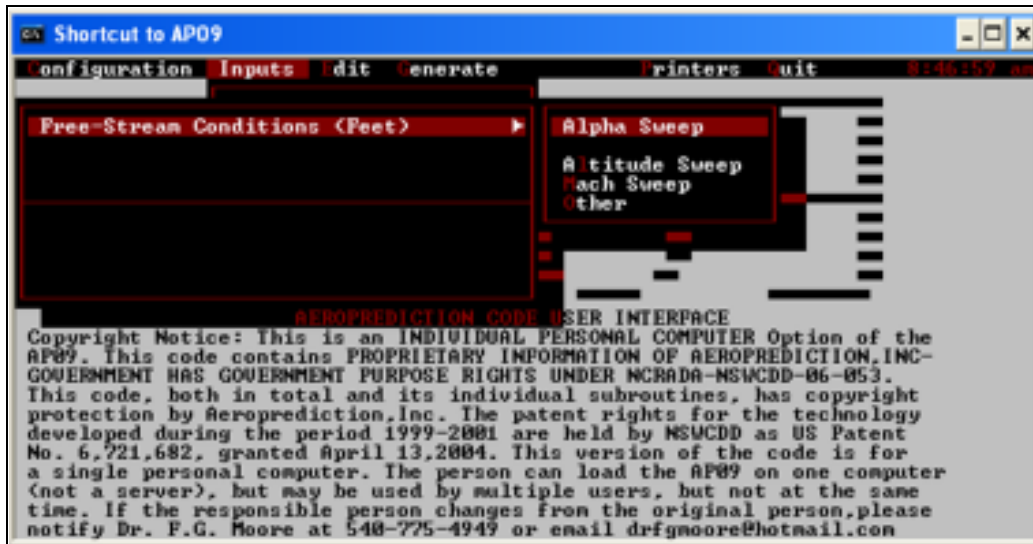 Shortcut to AP09
Configuration Inputs Edit Generate Printers Quit 8:46:59 am
Free-Stream Conditions (Feet)
Alpha Sweep
Altitude Sweep
Mach Sweep
Other
AEROPREDICTION CODE USER INTERFACE
Copyright Notice: This is an INDIVIDUAL PERSONAL COMPUTER Option of the
AP09. This code contains PROPRIETARY INFORMATION OF AEROPREDICTION,INC-
GOVERNMENT HAS GOVERNMENT PURPOSE RIGHTS UNDER NCRADA-NSWCDD-06-053.
This code, both in total and its individual subroutines, has copyright
protection by Aeroprediction,Inc. The patent rights for the technology
developed during the period 1999-2001 are held by NSWCDD as US Patent
No. 6,721,682, granted April 13,2004. This version of the code is for
a single personal computer. The person can load the AP09 on one computer
(not a server), but may be used by multiple users, but not at the same
time. If the responsible person changes from the original person,please
notify Dr. F.G. Moore at 540-775-4949 or email drfgmoore@hotmail.com